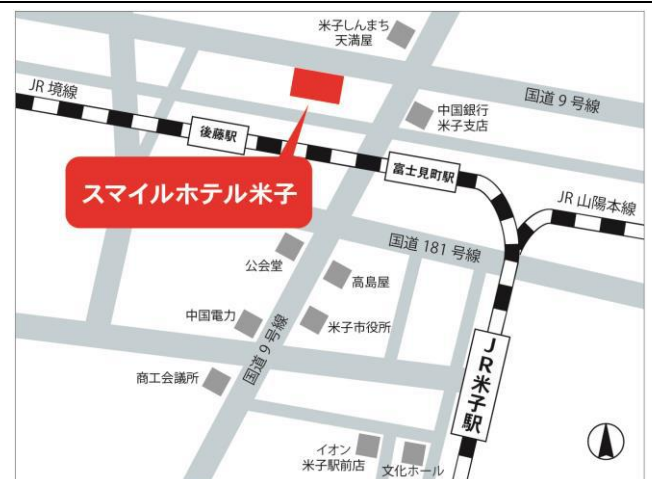 米子しんまち
天満屋
国道9号線
JR 境線
中国銀行
米子支店
後藤駅
富士見町駅
スマイルホテル米子
JR 山陽本線
国道 181 号線
公会堂
高島屋
中国電力
米子市役所
国道9号線
商工会議所
JR米子駅
イオン
米子駅前店
文化ホール